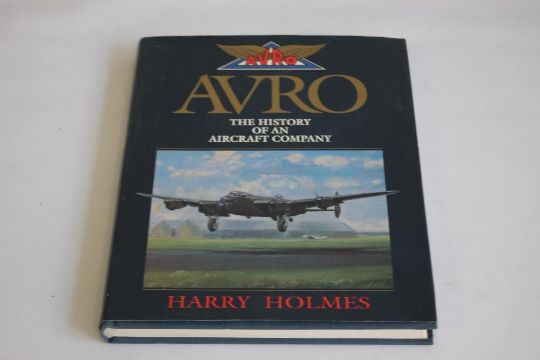 AVRO
AVRO
THE HISTORY
OF AN
AIRCRAFT COMPANY
HARRY HOLMES